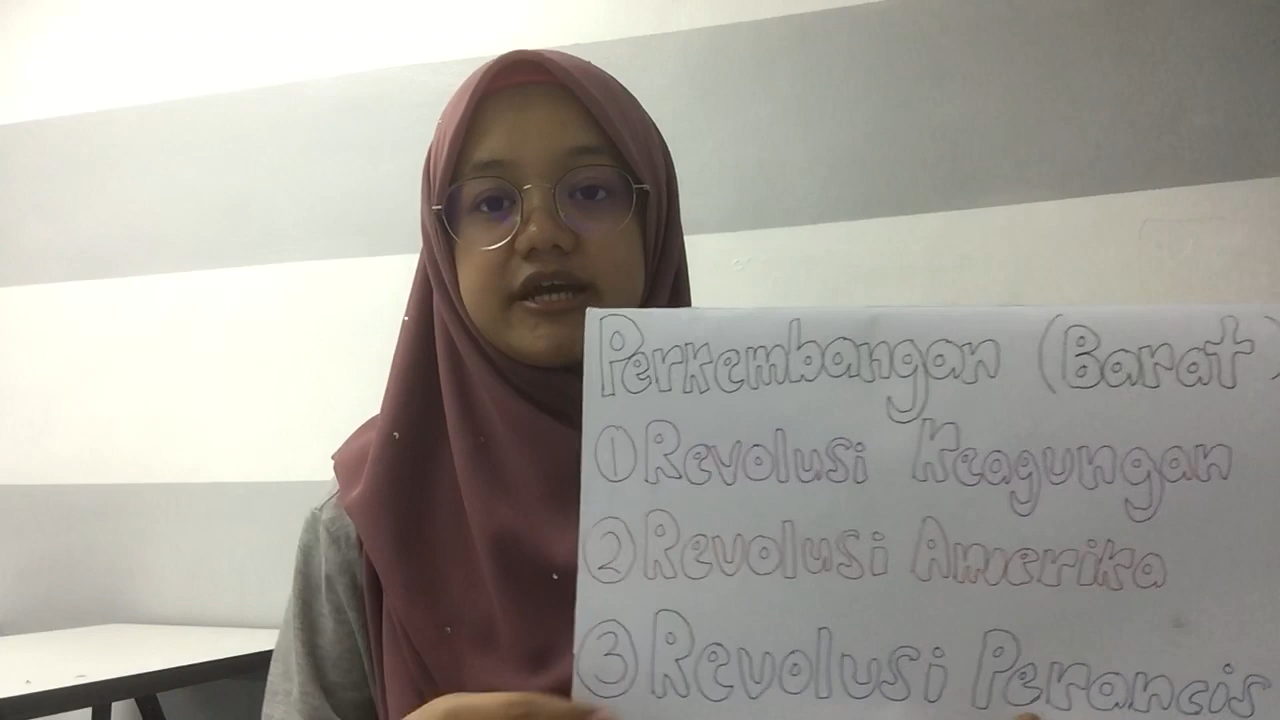 Perkembangan (Barat)
① Revolusi Keagungan
② Revolusi Amerika
③ Revolusi Perancis